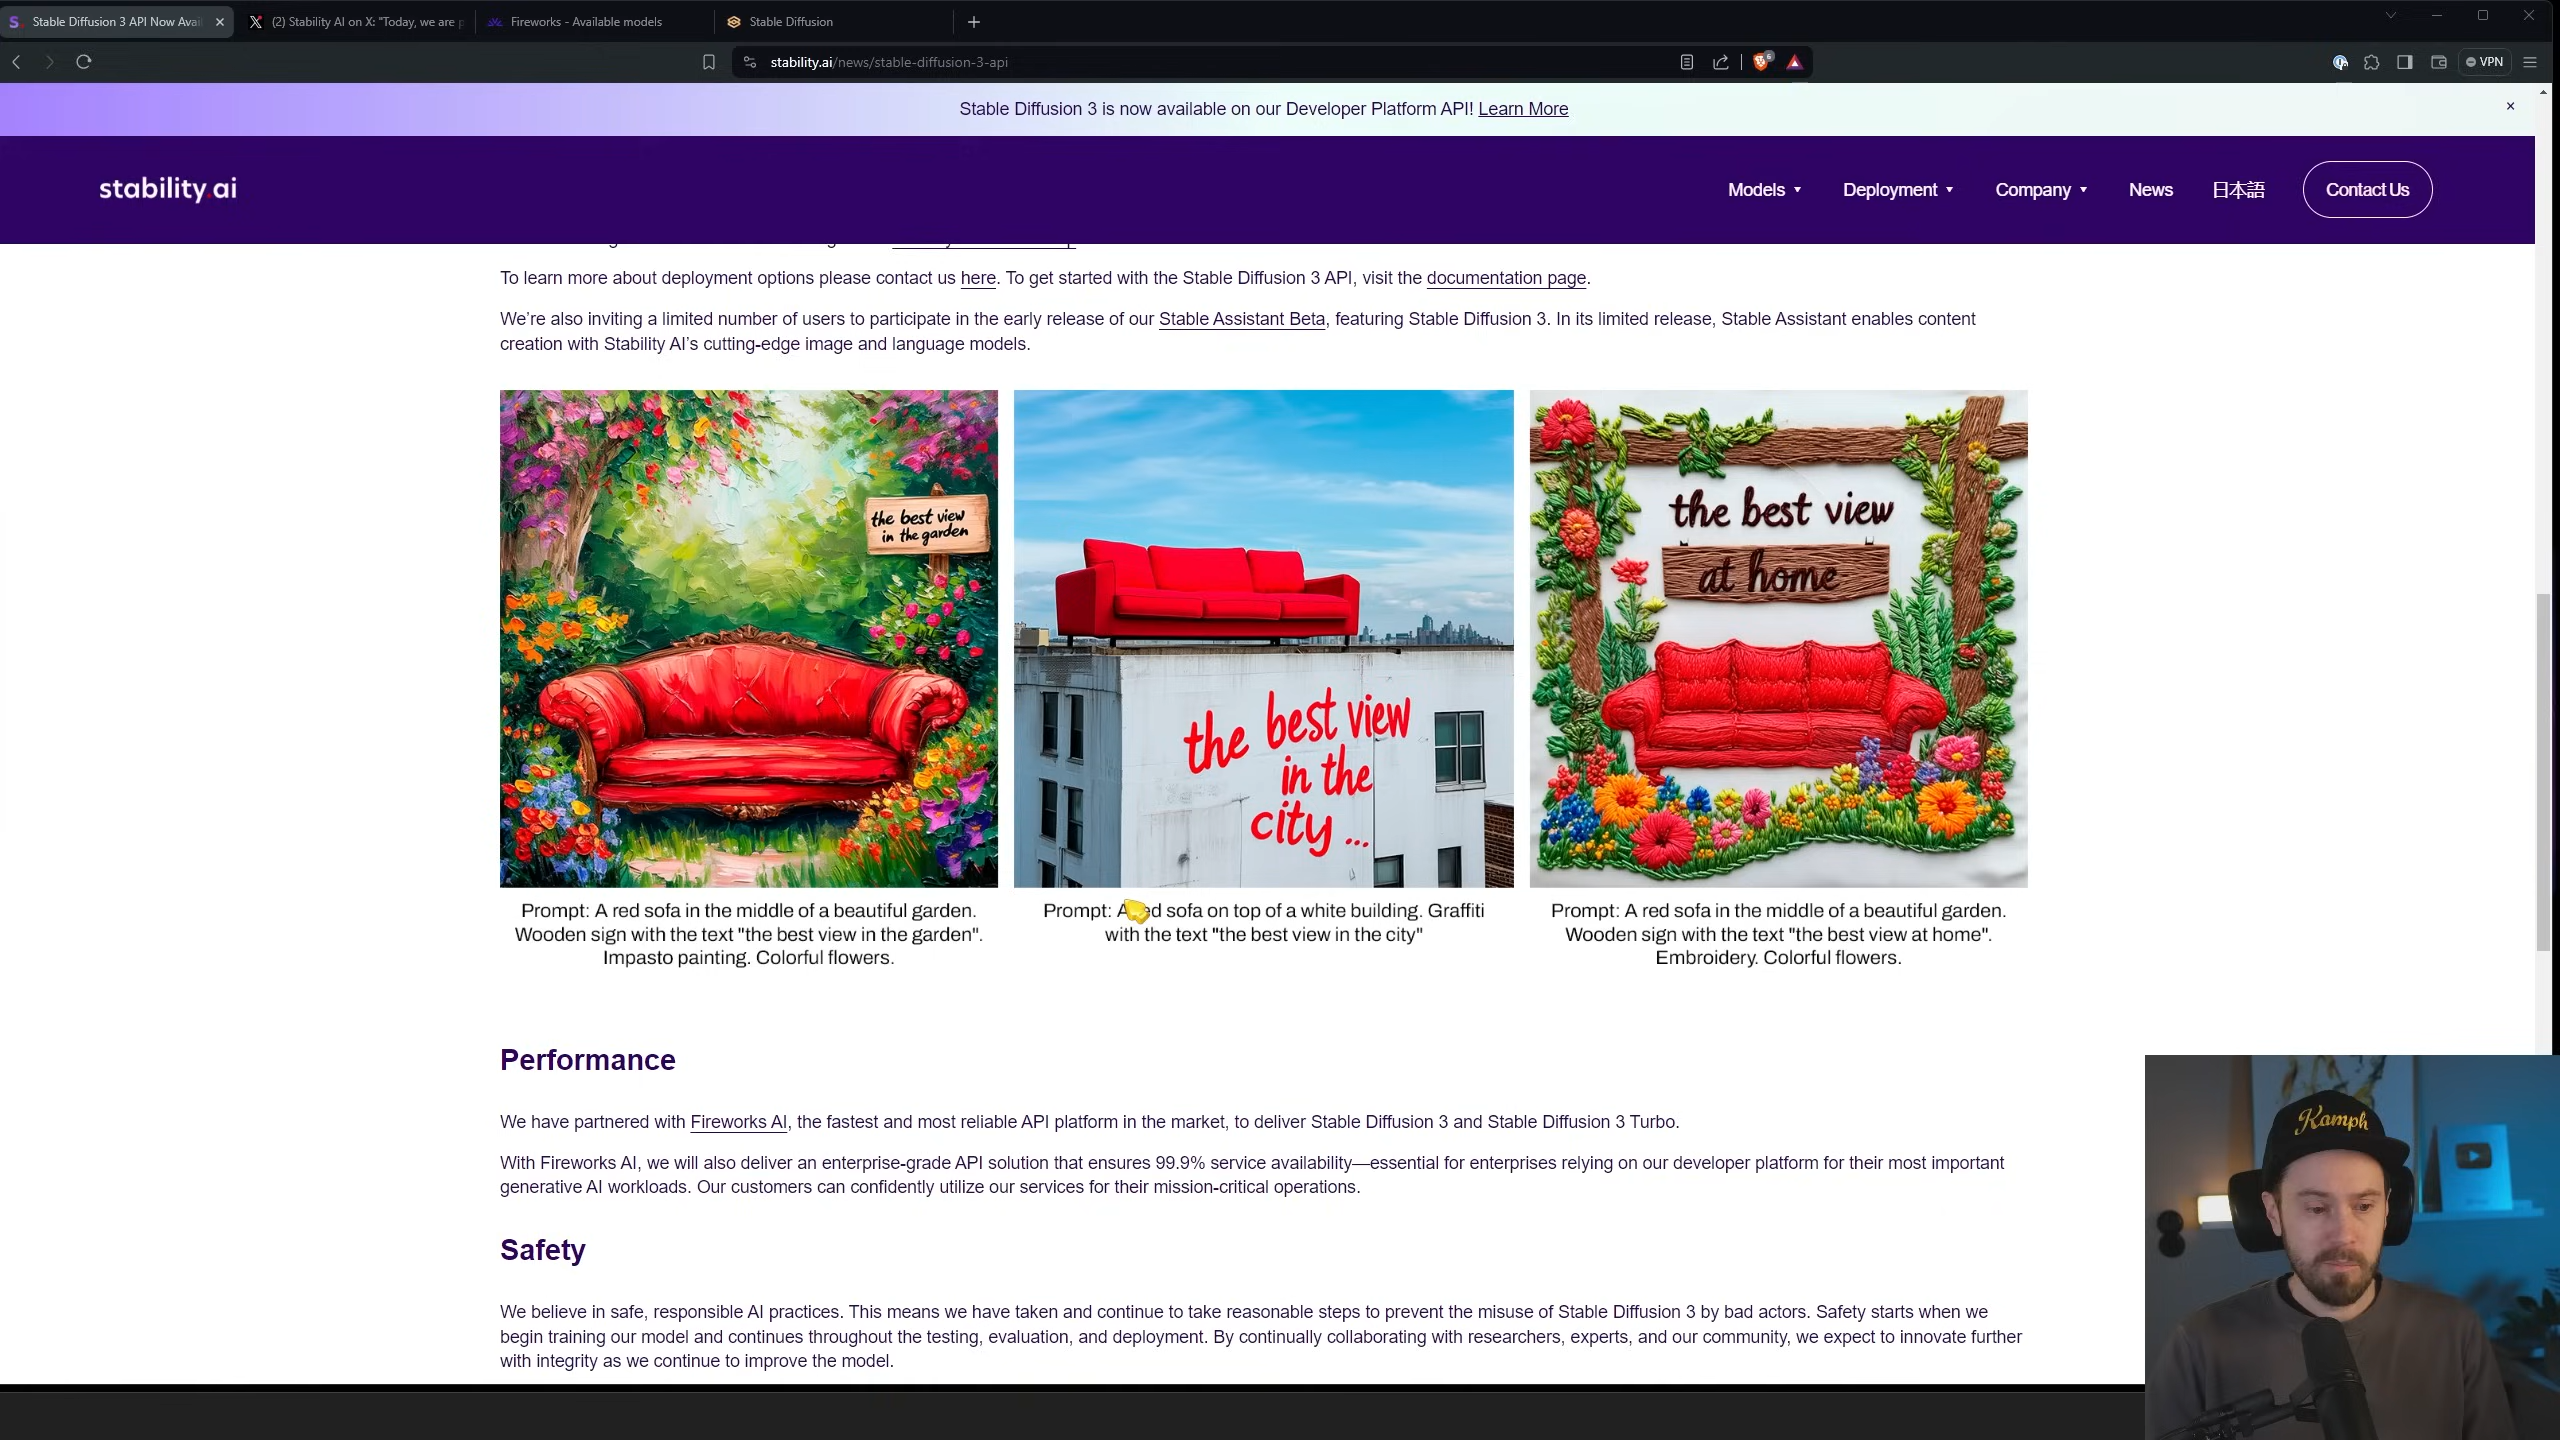 Stable Diffusion 3 API Now Avai
(2) Stability AI on X: "Today, we are p
Fireworks - Available models
Stable Diffusion
stability.ai/news/stable-diffusion-3-api
VPN
Stable Diffusion 3 is now available on our Developer Platform API! Learn More
stability.ai
Models
Deployment
Company
News
日本語
Contact Us
To learn more about deployment options please contact us here. To get started with the Stable Diffusion 3 API, visit the documentation page.
We're also inviting a limited number of users to participate in the early release of our Stable Assistant Beta, featuring Stable Diffusion 3. In its limited release, Stable Assistant enables content
creation with Stability AI's cutting-edge image and language models.
the best view
in the garden
the best view
in the
city ...
the best view
at home
Prompt: A red sofa in the middle of a beautiful garden.
Wooden sign with the text "the best view in the garden".
Impasto painting. Colorful flowers.
Prompt: A red sofa on top of a white building. Graffiti
with the text "the best view in the city"
Prompt: A red sofa in the middle of a beautiful garden.
Wooden sign with the text "the best view at home".
Embroidery. Colorful flowers.
Performance
We have partnered with Fireworks AI, the fastest and most reliable API platform in the market, to deliver Stable Diffusion 3 and Stable Diffusion 3 Turbo.
With Fireworks AI, we will also deliver an enterprise-grade API solution that ensures 99.9% service availability—essential for enterprises relying on our developer platform for their most important
generative AI workloads. Our customers can confidently utilize our services for their mission-critical operations.
Safety
We believe in safe, responsible AI practices. This means we have taken and continue to take reasonable steps to prevent the misuse of Stable Diffusion 3 by bad actors. Safety starts when we
begin training our model and continues throughout the testing, evaluation, and deployment. By continually collaborating with researchers, experts, and our community, we expect to innovate further
with integrity as we continue to improve the model.
Kamph